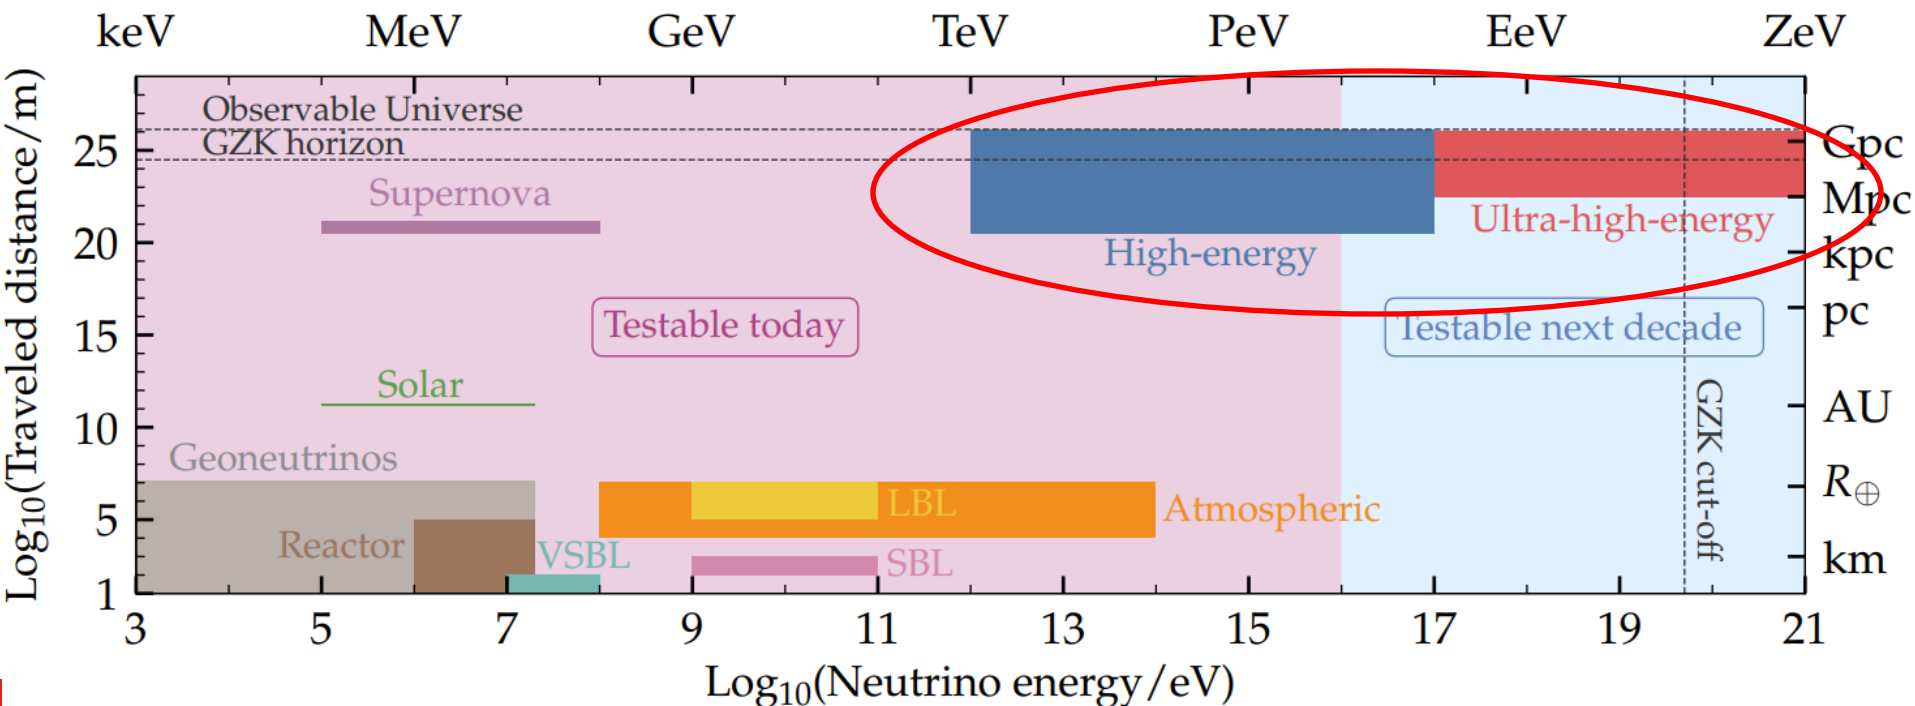 keV MeV GeV TeV PeV EeV ZeV
Log₁₀(Traveled distance/m)
25
20
15
10
5
1
Observable Universe
GZK horizon
Supernova
High-energy
Ultra-high-energy
Testable today
Testable next decade
Solar
Geoneutrinos
Reactor
VSBL
LBL
SBL
Atmospheric
GZK cut-off
Gpc
Mpc
kpc
pc
AU
R⊕
km
3 5 7 9 11 13 15 17 19 21
Log₁₀(Neutrino energy/eV)